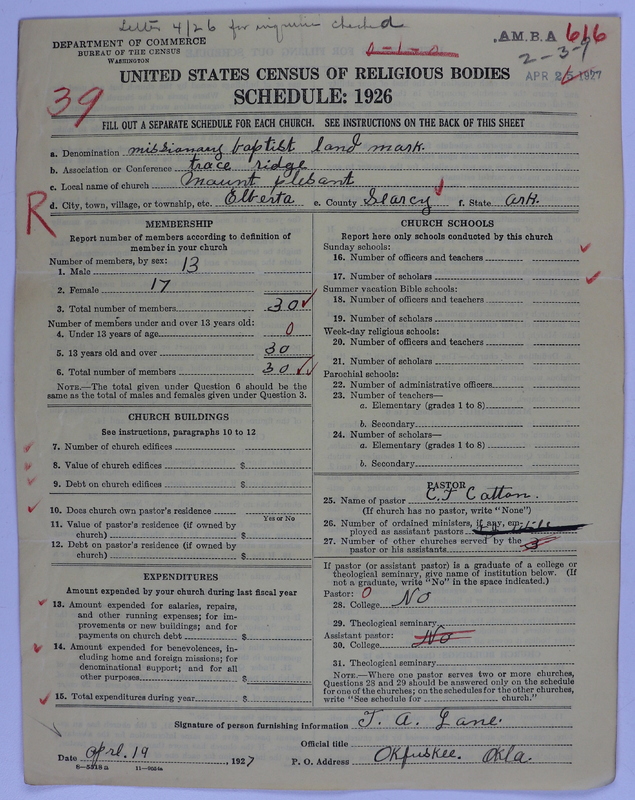 Letter 4/26 for inquirie checked
DEPARTMENT OF COMMERCE
BUREAU OF THE CENSUS
WASHINGTON
A.M.B.A 616
2-3-9
APR 25 1927
UNITED STATES CENSUS OF RELIGIOUS BODIES
SCHEDULE: 1926
39
FILL OUT A SEPARATE SCHEDULE FOR EACH CHURCH. SEE INSTRUCTIONS ON THE BACK OF THIS SHEET
a. Denomination missionary baptist land mark.
b. Association or Conference trace ridge
c. Local name of church mount plesant
R
d. City, town, village, or township, etc. Elberta e. County Searcy f. State ark.
MEMBERSHIP
Report number of members according to definition of
member in your church
Number of members, by sex:
1. Male 13
2. Female 17
3. Total number of members 30
Number of members under and over 13 years old:
4. Under 13 years of age 0
5. 13 years old and over 30
6. Total number of members 30
NOTE.—The total given under Question 6 should be the
same as the total of males and females given under Question 3.
CHURCH BUILDINGS
See instructions, paragraphs 10 to 12
7. Number of church edifices
8. Value of church edifices $
9. Debt on church edifices $
10. Does church own pastor's residence
Yes or No
11. Value of pastor's residence (if owned by
church) $
12. Debt on pastor's residence (if owned by
church) $
EXPENDITURES
Amount expended by your church during last fiscal year
13. Amount expended for salaries, repairs,
and other running expenses; for im-
provements or new buildings; and for
payments on church debt $
14. Amount expended for benevolences, in-
cluding home and foreign missions; for
denominational support; and for all
other purposes $
15. Total expenditures during year $
CHURCH SCHOOLS
Report here only schools conducted by this church
Sunday schools:
16. Number of officers and teachers
17. Number of scholars
Summer vacation Bible schools:
18. Number of officers and teachers
19. Number of scholars
Week-day religious schools:
20. Number of officers and teachers
21. Number of scholars
Parochial schools:
22. Number of administrative officers
23. Number of teachers—
a. Elementary (grades 1 to 8)
b. Secondary
24. Number of scholars—
a. Elementary (grades 1 to 8)
b. Secondary
PASTOR
25. Name of pastor C. F Catton.
(If church has no pastor, write "None")
26. Number of ordained ministers, if any, em-
ployed as assistant pastors
27. Number of other churches served by the
pastor or his assistants 3
If pastor (or assistant pastor) is a graduate of a college or
theological seminary, give name of institution below. (If
not a graduate, write "No" in the space indicated.)
Pastor: 0
28. College No
29. Theological seminary
Assistant pastor:
30. College No
31. Theological seminary
NOTE.—Where one pastor serves two or more churches,
Questions 28 and 29 should be answered only on the schedule
for one of the churches; on the schedules for the other churches,
write "See schedule for church."
Signature of person furnishing information T. A. Lane.
Official title
Date Aprl. 19, 1927 P. O. Address Okfuskee. Okla.
8-5518a 11-9524a